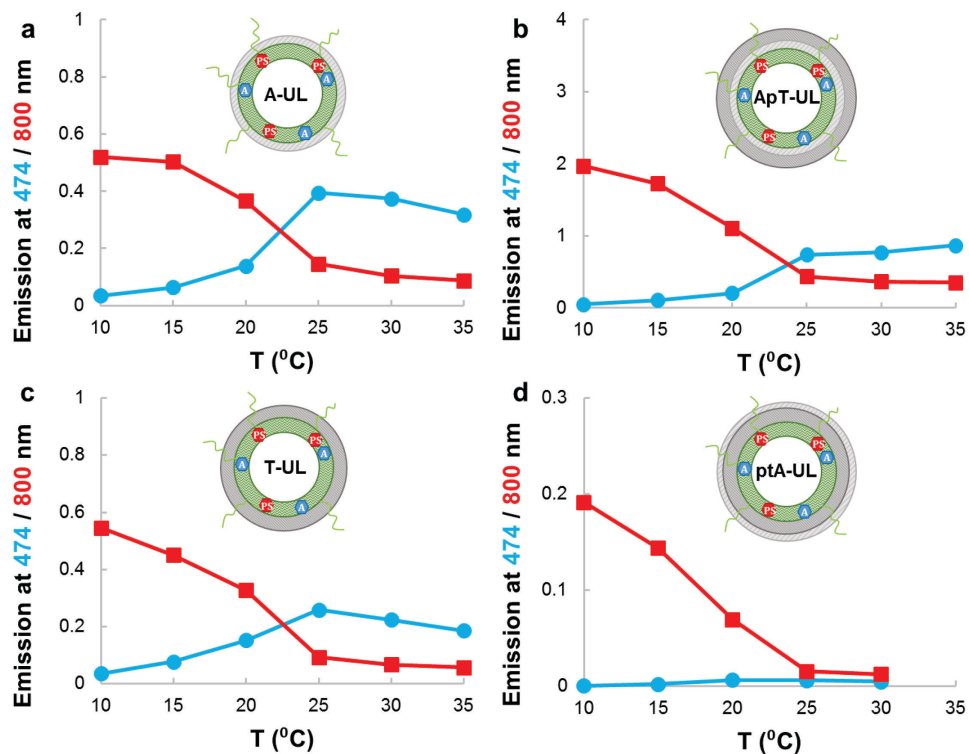 a
Emission at 474 / 800 nm
1
0.8
0.6
0.4
0.2
0
10 15 20 25 30 35
T (⁰C)
PS
PS
A
A
A-UL
PS
A
b
Emission at 474 / 800 nm
4
3
2
1
0
10 15 20 25 30 35
T (⁰C)
PS
PS
A
A
ApT-UL
PS
A
c
Emission at 474 / 800 nm
1
0.8
0.6
0.4
0.2
0
10 15 20 25 30 35
T (⁰C)
PS
PS
A
A
T-UL
PS
A
d
Emission at 474 / 800 nm
0.3
0.2
0.1
0
10 15 20 25 30 35
T (⁰C)
PS
PS
A
A
ptA-UL
PS
A